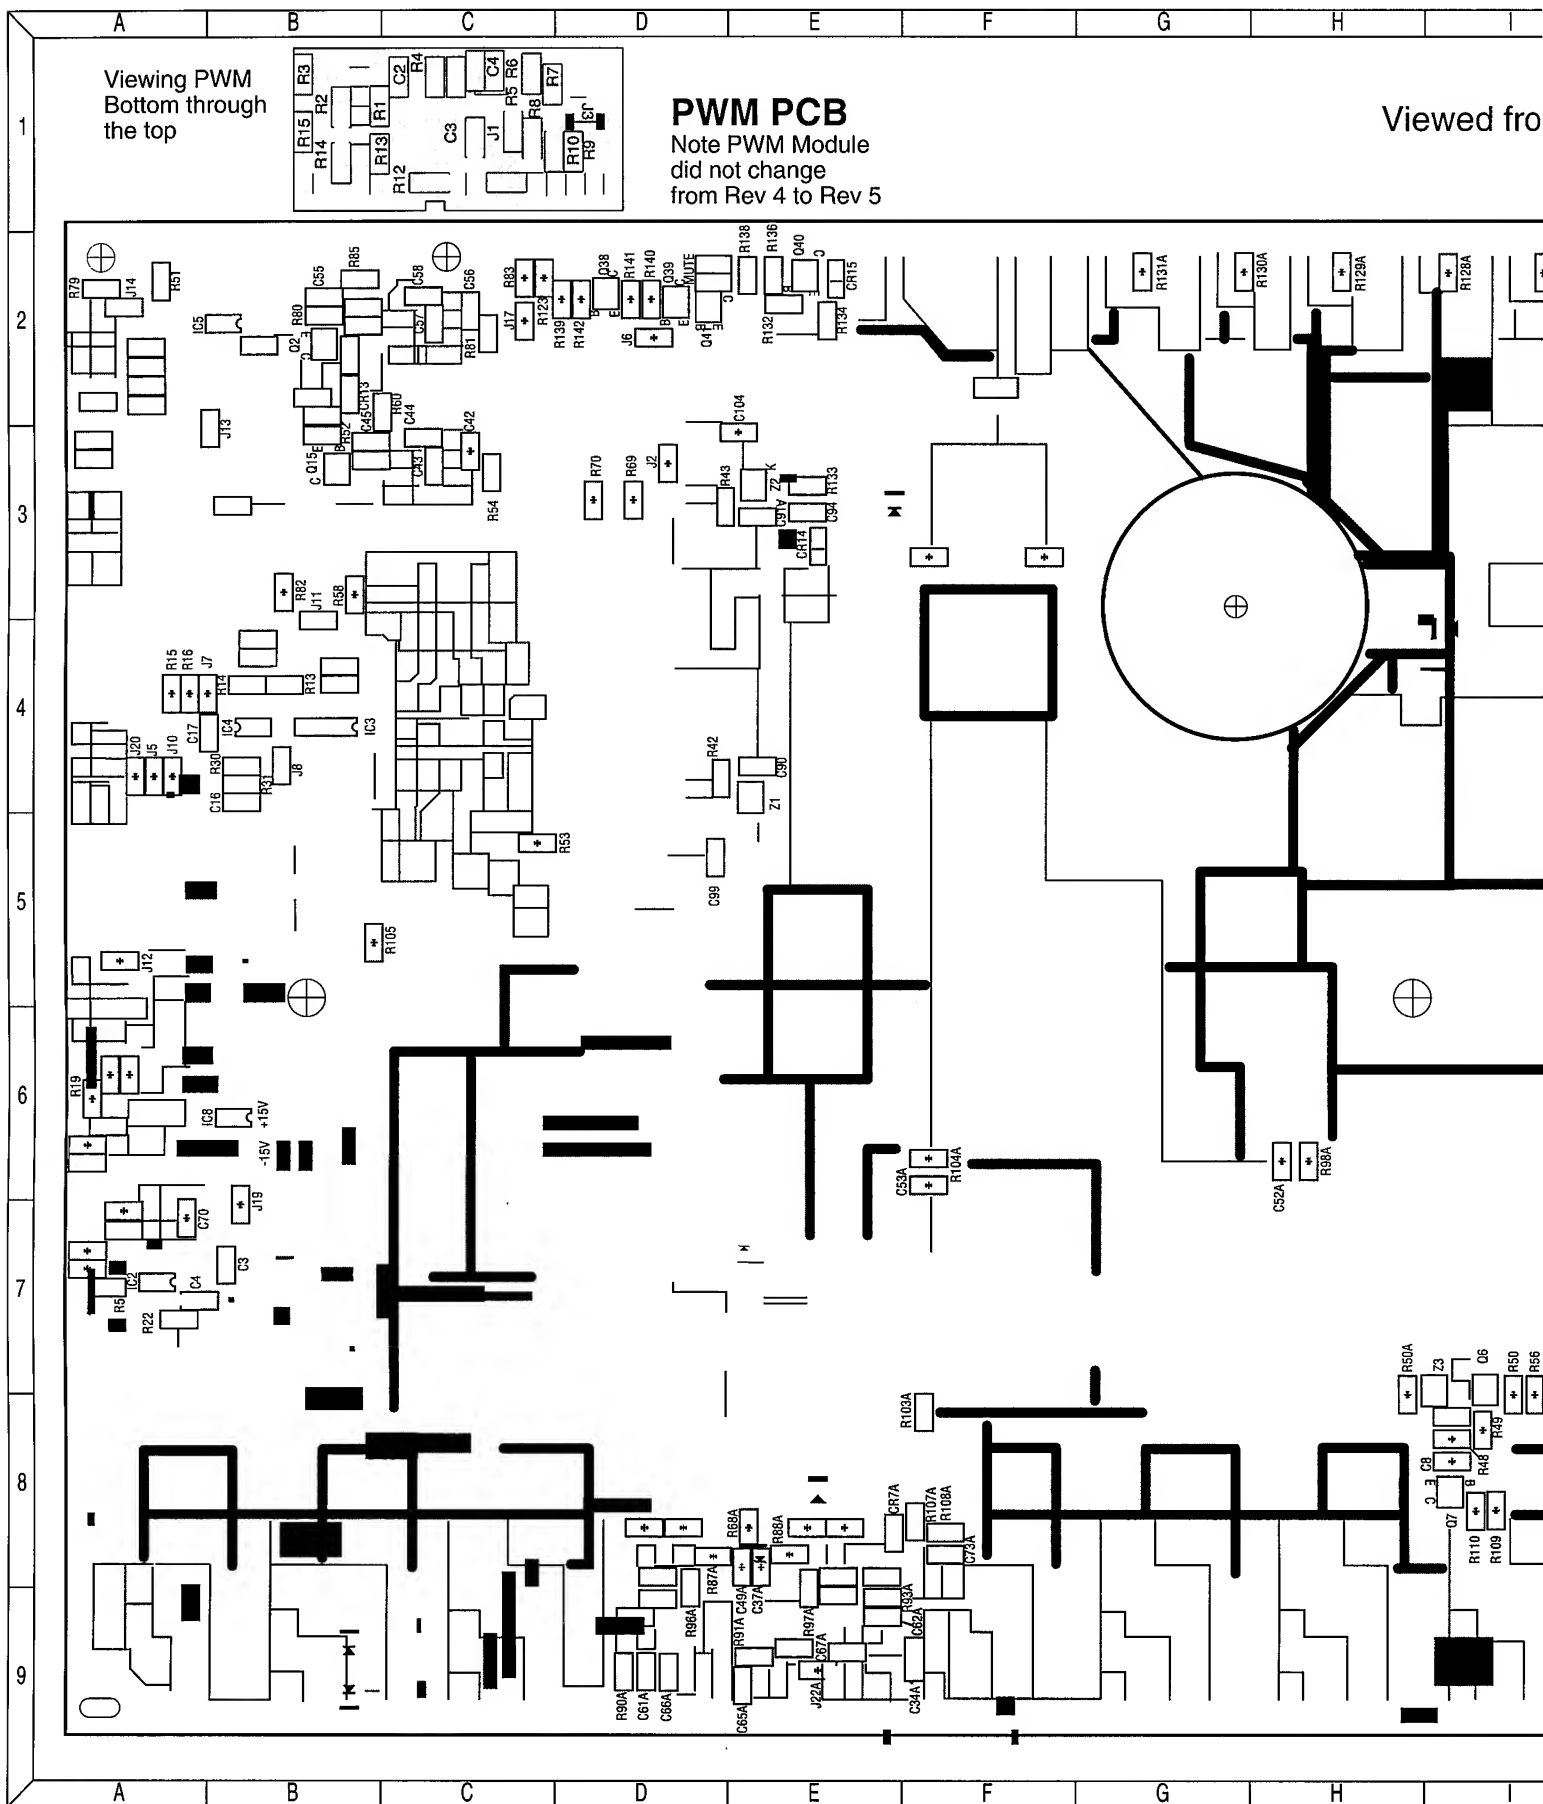 A B C D E F G H I
Viewing PWM
Bottom through
the top
R3
R2
R15
R14
R1
R13
C2
R4
R12
C3
C4
J1
R6
R5
R8
R7
J3
R10
R9
PWM PCB
Note PWM Module
did not change
from Rev 4 to Rev 5
Viewed fro
1
2
3
4
5
6
7
8
9
R79
J14
R51
IC5
C55
R85
R80
Q2
C58
C56
C57
R81
R83
J17
R123
R139
R142
Q38
C
B
E
R141
R140
J6
Q39
C
B
E
MUTE
Q41
C
E
R138
R136
Q40
C
B
E
CR15
R132
R134
R131A
R130A
R129A
R128A
J13
CR13
R60
C45
C44
R52
C42
Q15
E
B
C
C43
R54
R70
R69
J2
C104
R43
Z2
K
A
R133
C91
C94
CR14
R82
J11
R58
R15
R16
J7
R14
R13
C17
IC4
IC3
J20
J5
J10
R30
R31
J8
C16
R42
C90
Z1
R53
C99
R105
J12
R19
IC8
+15V
-15V
J19
C70
C3
IC2
C4
R5
R22
C53A
R104A
C52A
R98A
R50A
Z3
Q6
R50
R56
R103A
R49
R48
C8
E
B
C
Q7
R110
R109
CR7A
R107A
R108A
C73A
R68A
R88A
R87A
C49A
C37A
R96A
R91A
R97A
R93A
C62A
C67A
R90A
C61A
C66A
C65A
J22A
C34A1
A B C D E F G H I